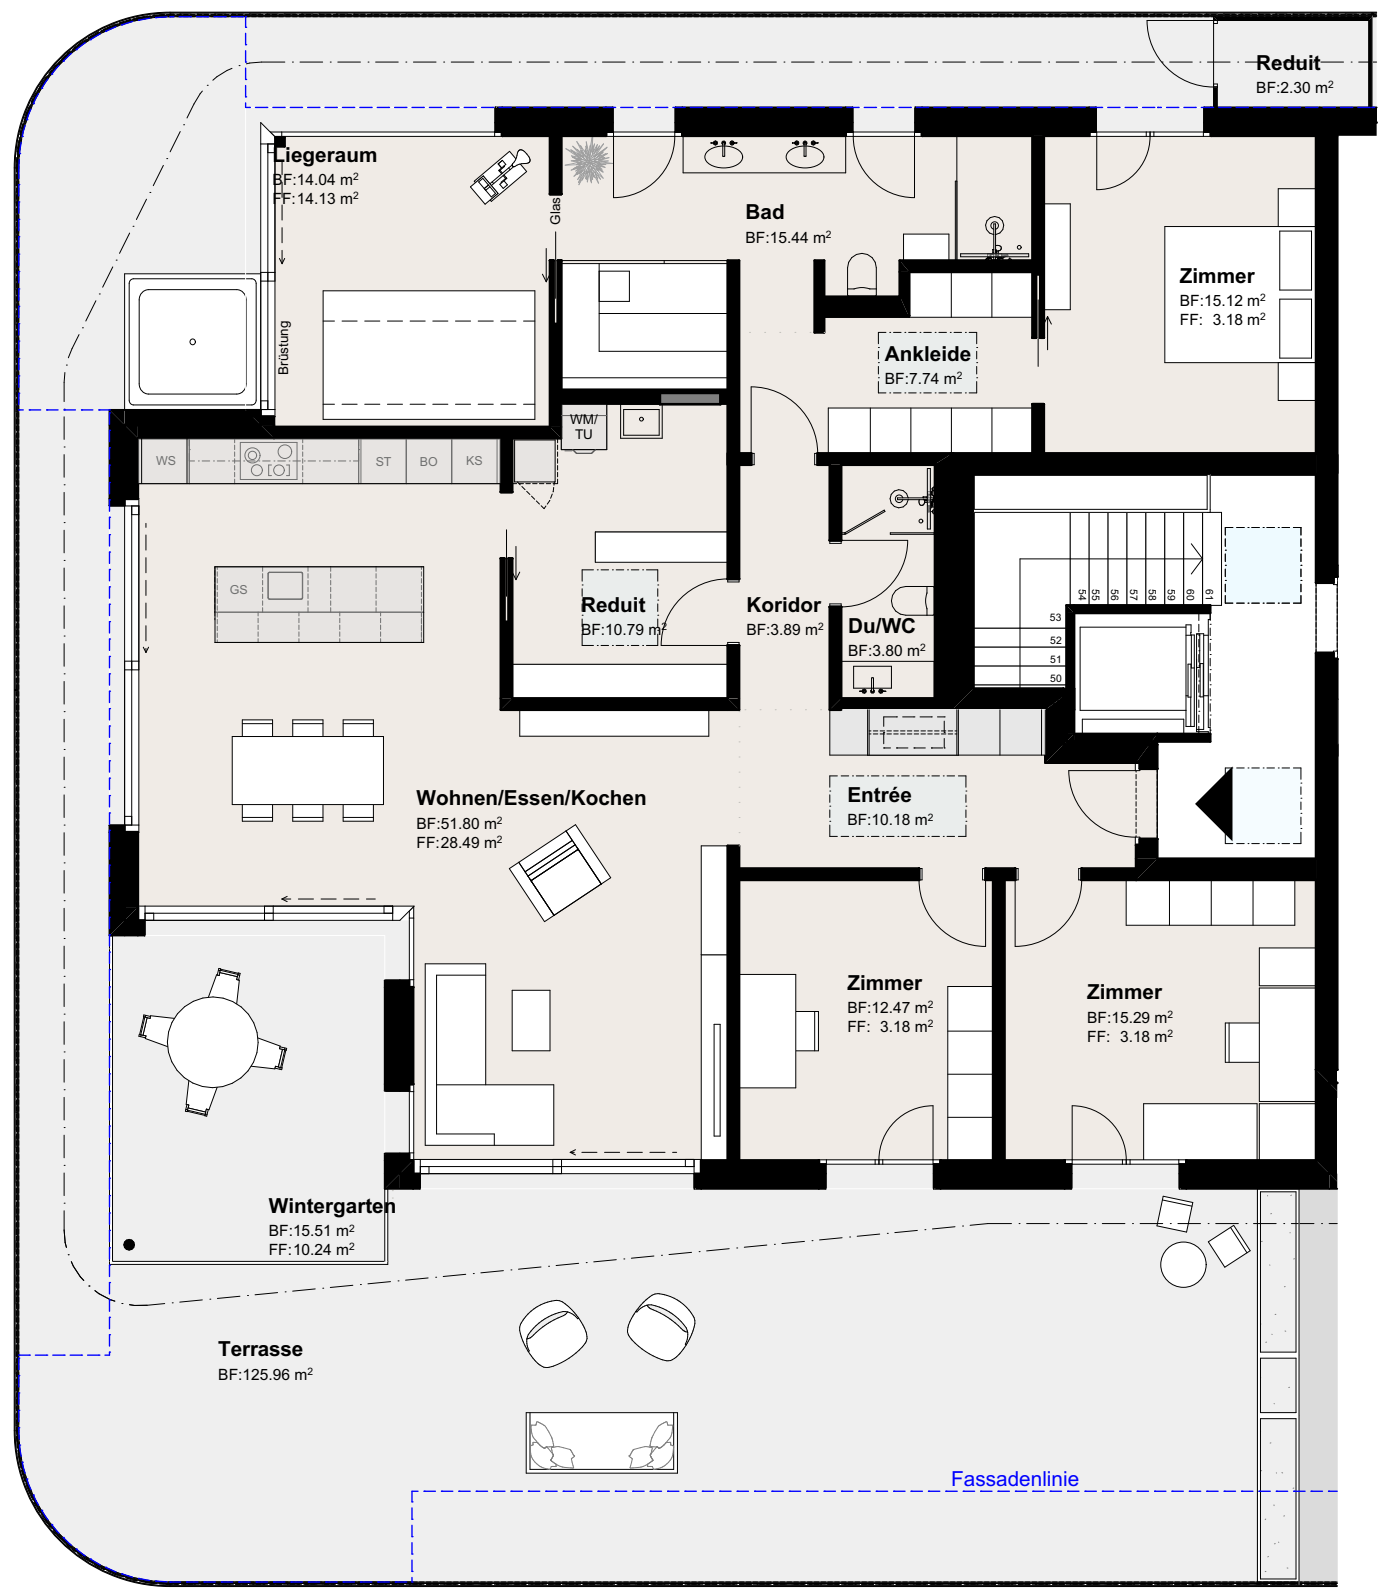 Reduit
BF:2.30 m²
Liegeraum
BF:14.04 m²
FF:14.13 m²
Glas
Brüstung
Bad
BF:15.44 m²
Zimmer
BF:15.12 m²
FF: 3.18 m²
Ankleide
BF:7.74 m²
WM/
TU
WS
ST
BO
KS
GS
Reduit
BF:10.79 m²
Koridor
BF:3.89 m²
Du/WC
BF:3.80 m²
54
55
56
57
58
59
60
61
53
52
51
50
Wohnen/Essen/Kochen
BF:51.80 m²
FF:28.49 m²
Entrée
BF:10.18 m²
Zimmer
BF:12.47 m²
FF: 3.18 m²
Zimmer
BF:15.29 m²
FF: 3.18 m²
Wintergarten
BF:15.51 m²
FF:10.24 m²
Terrasse
BF:125.96 m²
Fassadenlinie